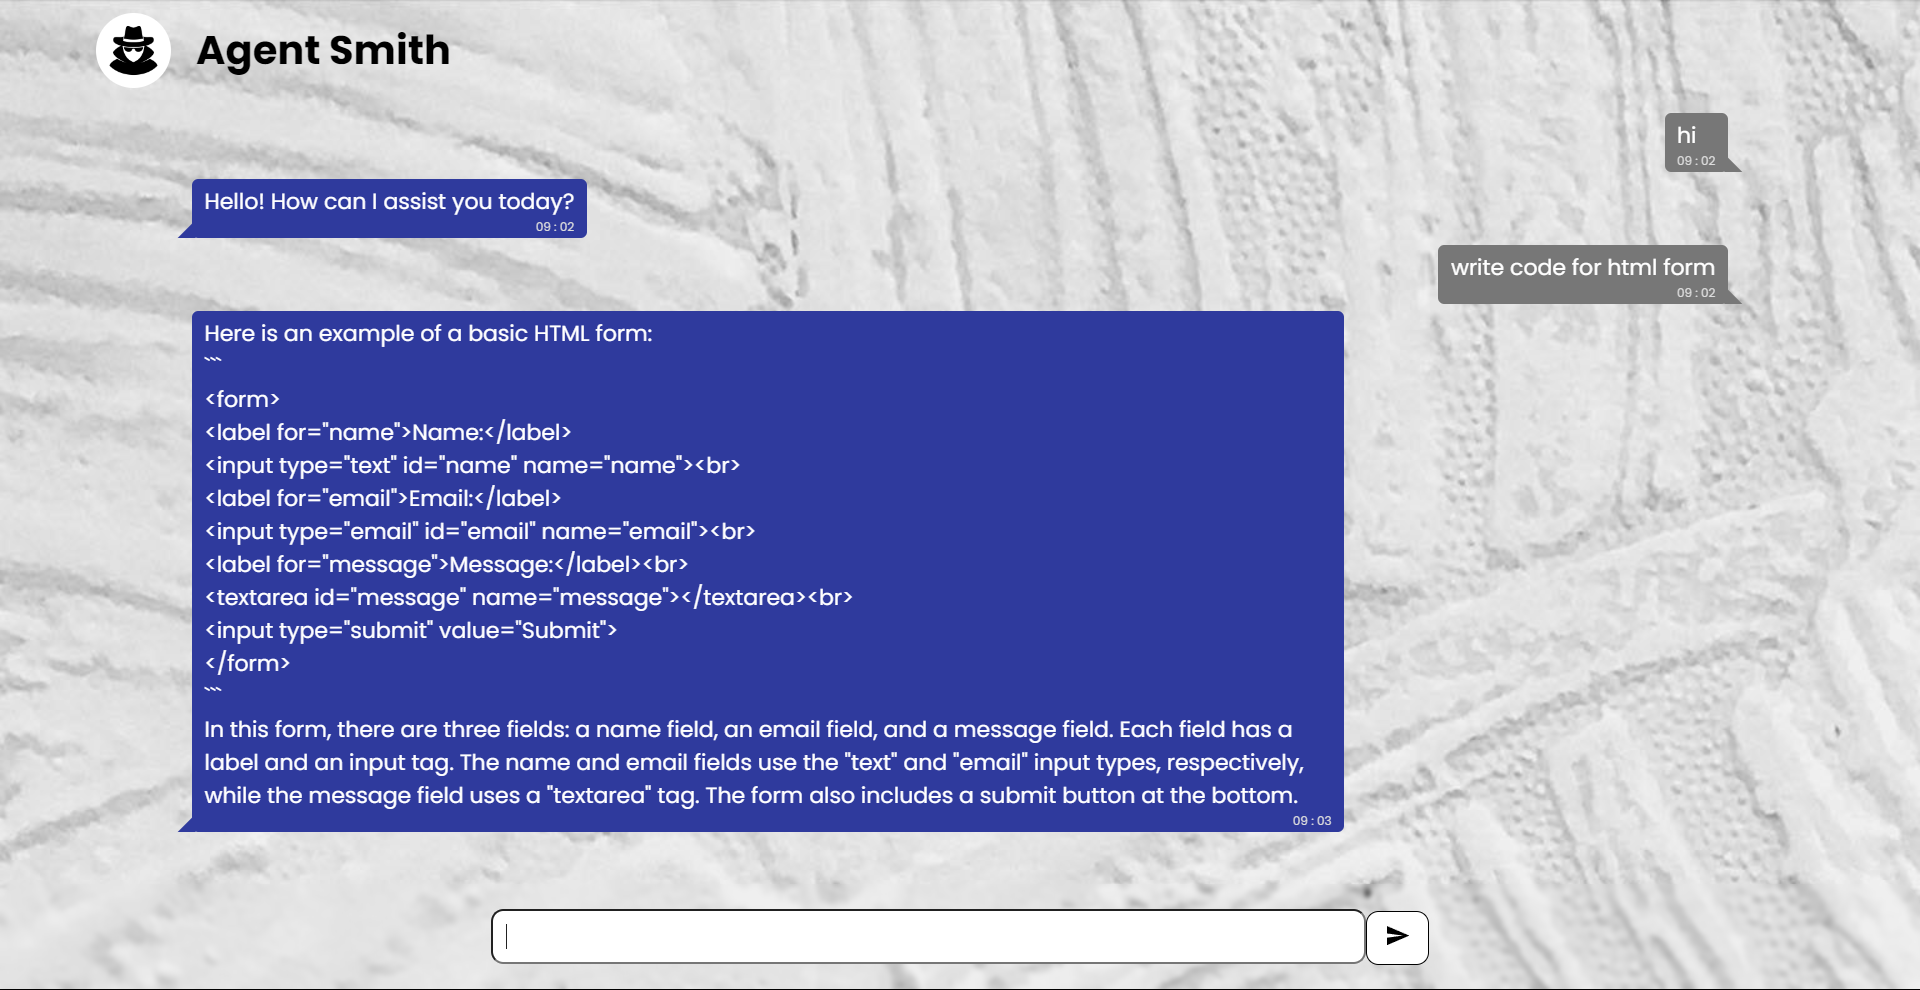 Agent Smith
hi
09 : 02
Hello! How can I assist you today?
09 : 02
write code for html form
09 : 02
Here is an example of a basic HTML form:
```
<form>
<label for="name">Name:</label>
<input type="text" id="name" name="name"><br>
<label for="email">Email:</label>
<input type="email" id="email" name="email"><br>
<label for="message">Message:</label><br>
<textarea id="message" name="message"></textarea><br>
<input type="submit" value="Submit">
</form>
```
In this form, there are three fields: a name field, an email field, and a message field. Each field has a
label and an input tag. The name and email fields use the "text" and "email" input types, respectively,
while the message field uses a "textarea" tag. The form also includes a submit button at the bottom.
09 : 03